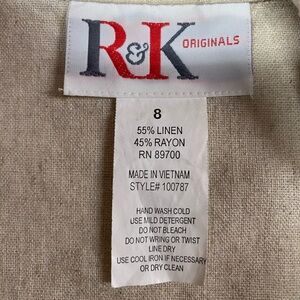 R&K ORIGINALS
8
55% LINEN
45% RAYON
RN 89700
MADE IN VIETNAM
STYLE# 100787
HAND WASH COLD
USE MILD DETERGENT
DO NOT BLEACH
DO NOT WRING OR TWIST
LINE DRY
USE COOL IRON IF NECESSARY
OR DRY CLEAN